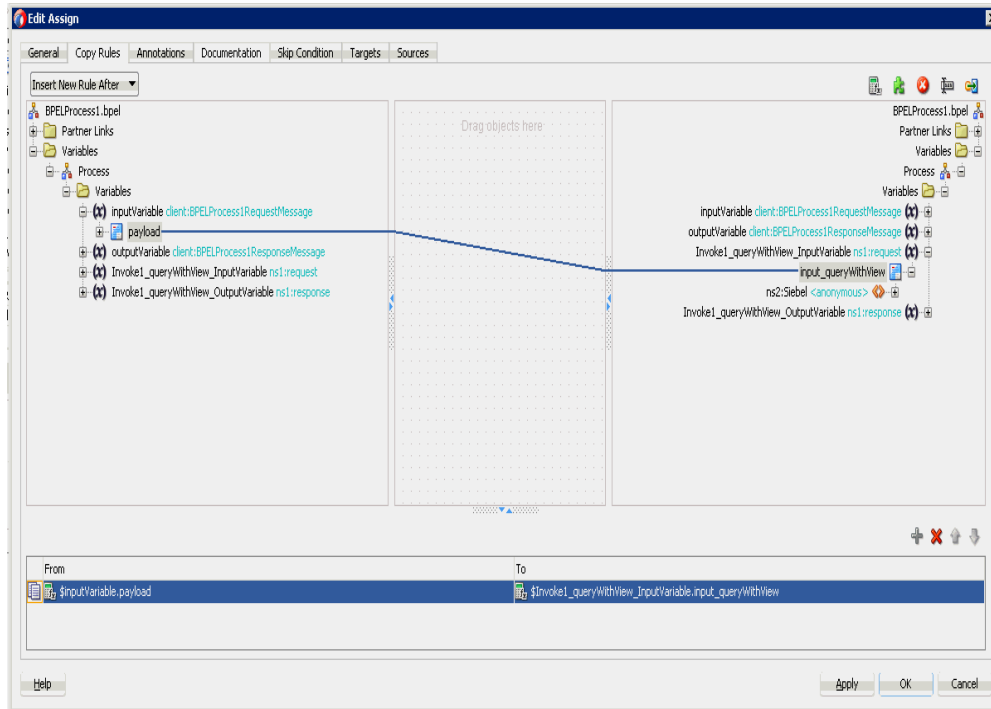 Edit Assign
General Copy Rules Annotations Documentation Skip Condition Targets Sources
Insert New Rule After
BPELProcess1.bpel
Partner Links
Variables
Process
Variables
(x) inputVariable client:BPELProcess1RequestMessage
payload
(x) outputVariable client:BPELProcess1ResponseMessage
(x) Invoke1_queryWithView_InputVariable ns1:request
(x) Invoke1_queryWithView_OutputVariable ns1:response
Drag objects here
BPELProcess1.bpel
Partner Links
Variables
Process
Variables
inputVariable client:BPELProcess1RequestMessage (x)
outputVariable client:BPELProcess1ResponseMessage (x)
Invoke1_queryWithView_InputVariable ns1:request (x)
input_queryWithView
ns2:Siebel <anonymous>
Invoke1_queryWithView_OutputVariable ns1:response (x)
From To
$inputVariable.payload $Invoke1_queryWithView_InputVariable.input_queryWithView
Help Apply OK Cancel